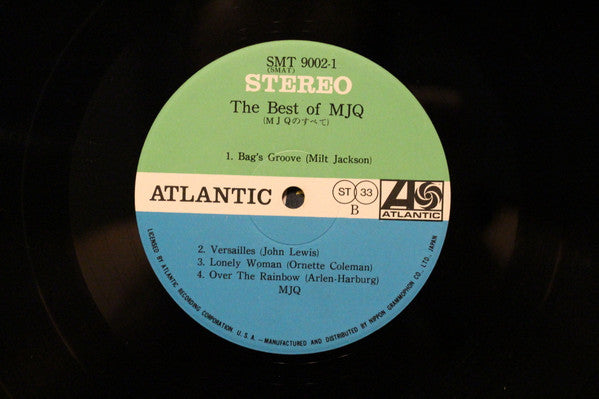 SMT 9002-1
(SMAT)
STEREO
The Best of MJQ
(MJQのすべて)
1. Bag's Groove (Milt Jackson)
ATLANTIC
ST 33
B
ATLANTIC
2. Versailles (John Lewis)
3. Lonely Woman (Ornette Coleman)
4. Over The Rainbow (Arlen-Harburg)
MJQ
LICENSED BY ATLANTIC RECORDING CORPORATION, U.S.A.-MANUFACTURED AND DISTRIBUTED BY NIPPON GRAMMOPHON CO., LTD., JAPAN